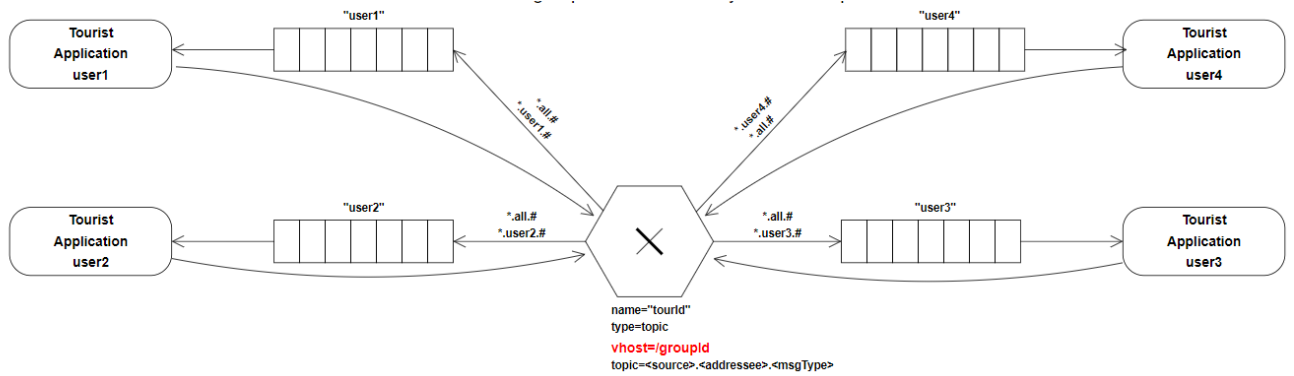 "user1"
"user4"
Tourist
Application
user1
Tourist
Application
user4
*.all.#
*.user1.#
*.user4.#
*.all.#
Tourist
Application
user2
"user2"
*.all.#
*.user2.#
*.all.#
*.user3.#
"user3"
Tourist
Application
user3
name="tourId"
type=topic
vhost=/groupId
topic=<source>.<addressee>.<msgType>